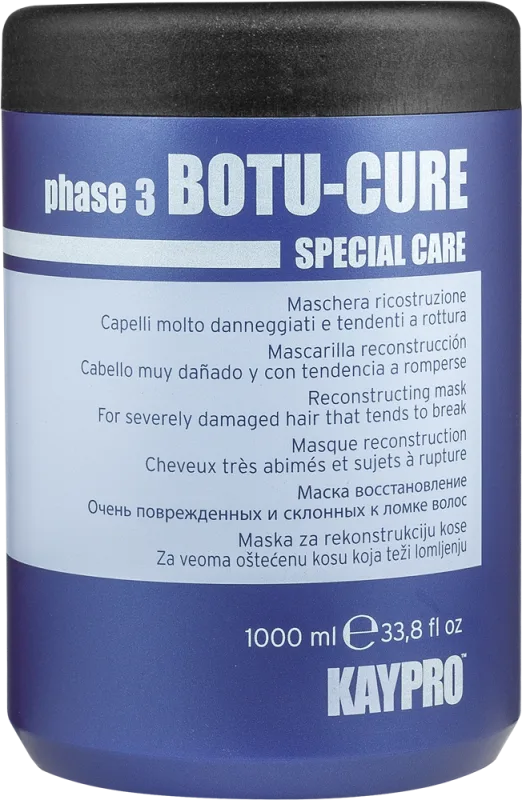 phase 3 BOTU-CURE
SPECIAL CARE
Maschera ricostruzione
Capelli molto danneggiati e tendenti a rottura
Mascarilla reconstrucción
Cabello muy dañado y con tendencia a romperse
Reconstructing mask
For severely damaged hair that tends to break
Masque reconstruction
Cheveux très abimés et sujets à rupture
Маска восстановление
Очень поврежденных и склонных к ломке волос
Maska za rekonstrukciju kose
Za veoma oštećenu kosu koja teži lomljenju
1000 ml ℮ 33,8 fl oz
KAYPRO™